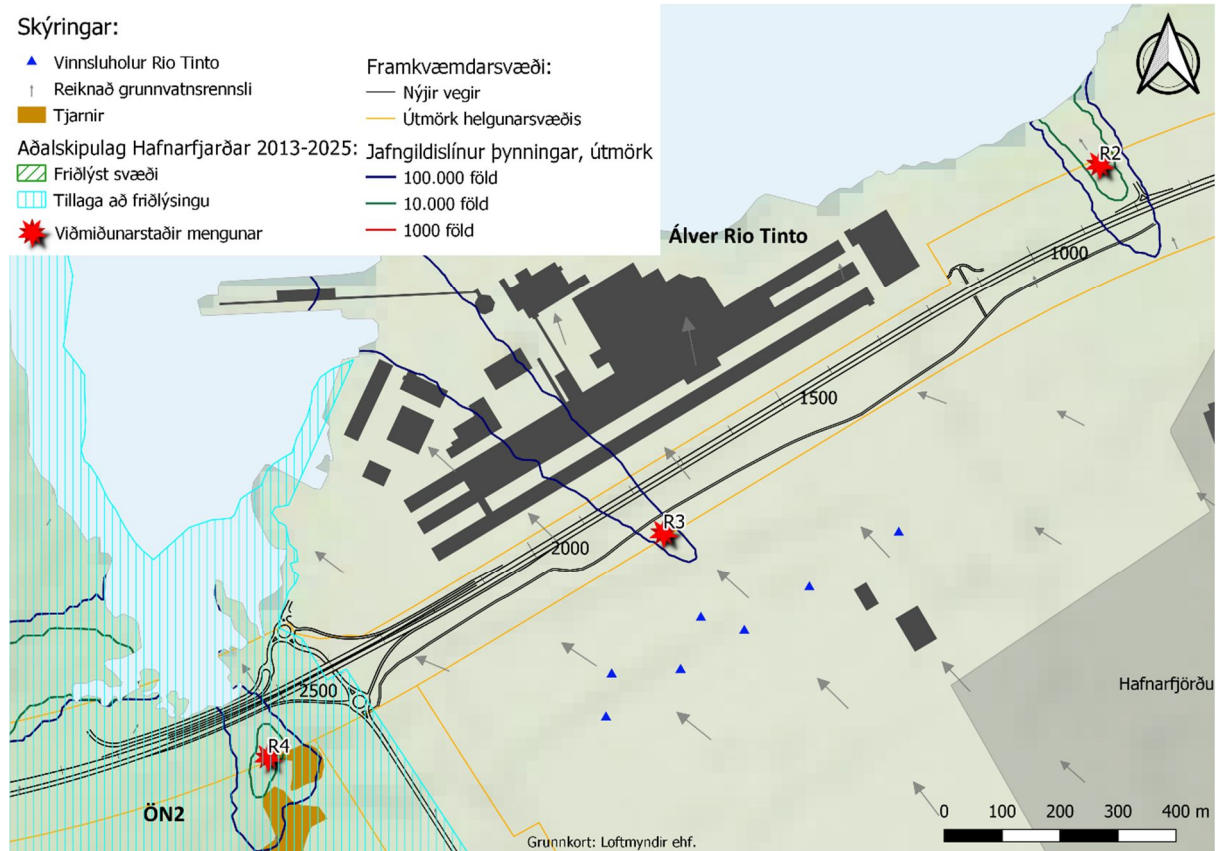 Skýringar:
Vinnsluholur Rio Tinto
Reiknað grunnvatnsrennsli
Tjarnir
Aðalskipulag Hafnarfjarðar 2013-2025:
Friðlýst svæði
Tillaga að friðlýsingu
Viðmiðunarstaðir mengunar
Framkvæmdarsvæði:
Nýjir vegir
Útmörk helgunarsvæðis
Jafngildislínur þynningar, útmörk
100.000 föld
10.000 föld
1000 föld
R2
Álver Rio Tinto
1000
1500
R3
2000
Hafnarfjörðu
2500
R4
ÖN2
0 100 200 300 400 m
Grunnkort: Loftmyndir ehf.